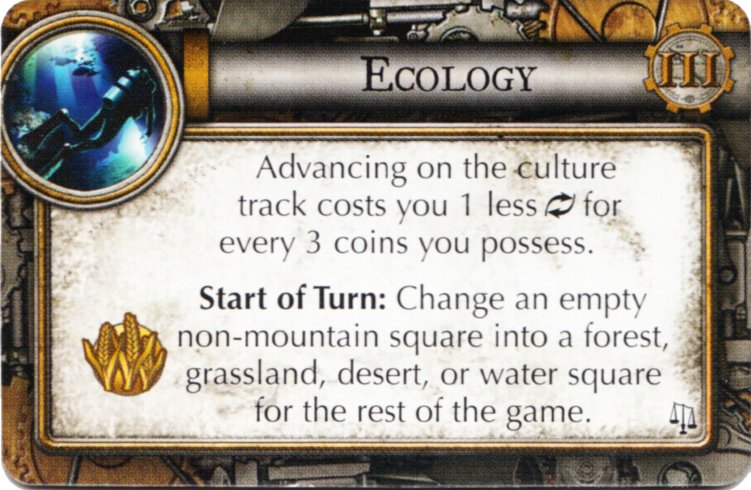 Ecology
III
Advancing on the culture
track costs you 1 less for
every 3 coins you possess.
Start of Turn: Change an empty
non-mountain square into a forest,
grassland, desert, or water square
for the rest of the game.